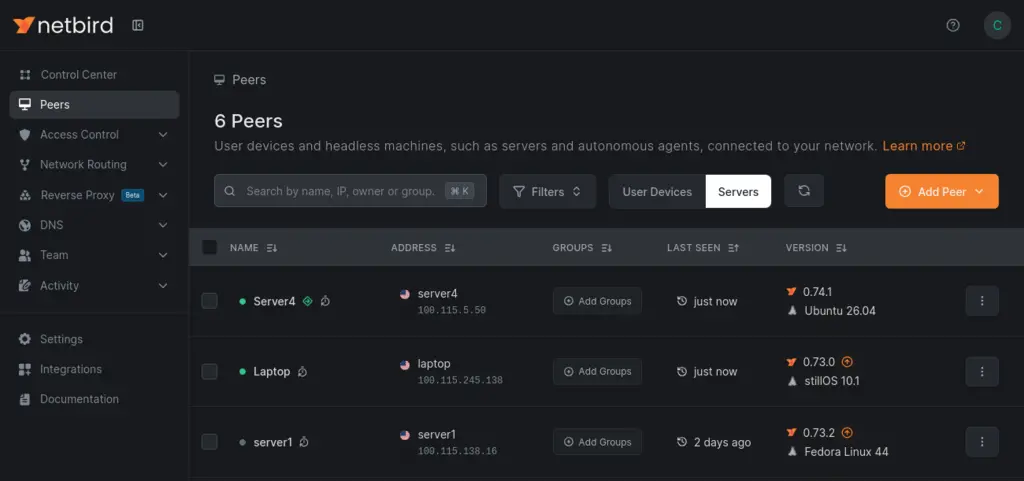 netbird
C
Control Center
Peers
Access Control
Network Routing
Reverse Proxy Beta
DNS
Team
Activity
Settings
Integrations
Documentation
Peers
6 Peers
User devices and headless machines, such as servers and autonomous agents, connected to your network. Learn more
Search by name, IP, owner or group. ⌘ K Filters User Devices Servers Add Peer
NAME ADDRESS GROUPS LAST SEEN VERSION
Server4 server4 100.115.5.50 Add Groups just now 0.74.1 Ubuntu 26.04
Laptop laptop 100.115.245.138 Add Groups just now 0.73.0 stillOS 10.1
server1 server1 100.115.138.16 Add Groups 2 days ago 0.73.2 Fedora Linux 44